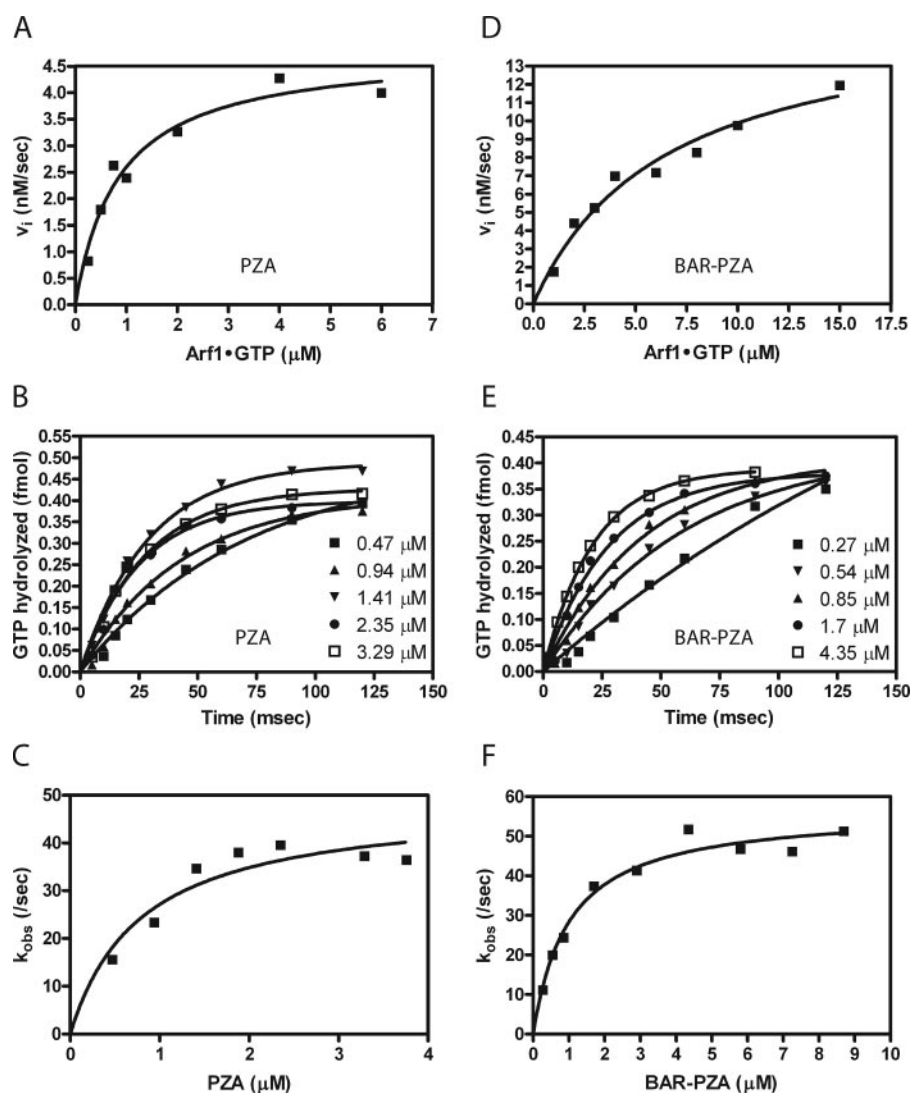 A
4.5
4.0
3.5
3.0
2.5
2.0
1.5
1.0
0.5
0.0
vi (nM/sec)
PZA
0 1 2 3 4 5 6 7
Arf1•GTP (μM)
D
13
12
11
10
9
8
7
6
5
4
3
2
1
0
vi (nM/sec)
BAR-PZA
0.0 2.5 5.0 7.5 10.0 12.5 15.0 17.5
Arf1•GTP (μM)
B
0.55
0.50
0.45
0.40
0.35
0.30
0.25
0.20
0.15
0.10
0.05
0.00
GTP hydrolyzed (fmol)
0.47 μM
0.94 μM
1.41 μM
2.35 μM
3.29 μM
PZA
0 25 50 75 100 125 150
Time (msec)
E
0.45
0.40
0.35
0.30
0.25
0.20
0.15
0.10
0.05
0.00
GTP hydrolyzed (fmol)
0.27 μM
0.54 μM
0.85 μM
1.7 μM
4.35 μM
BAR-PZA
0 25 50 75 100 125 150
Time (msec)
C
50
40
30
20
10
0
kobs (/sec)
0 1 2 3 4
PZA (μM)
F
60
50
40
30
20
10
0
kobs (/sec)
0 1 2 3 4 5 6 7 8 9 10
BAR-PZA (μM)